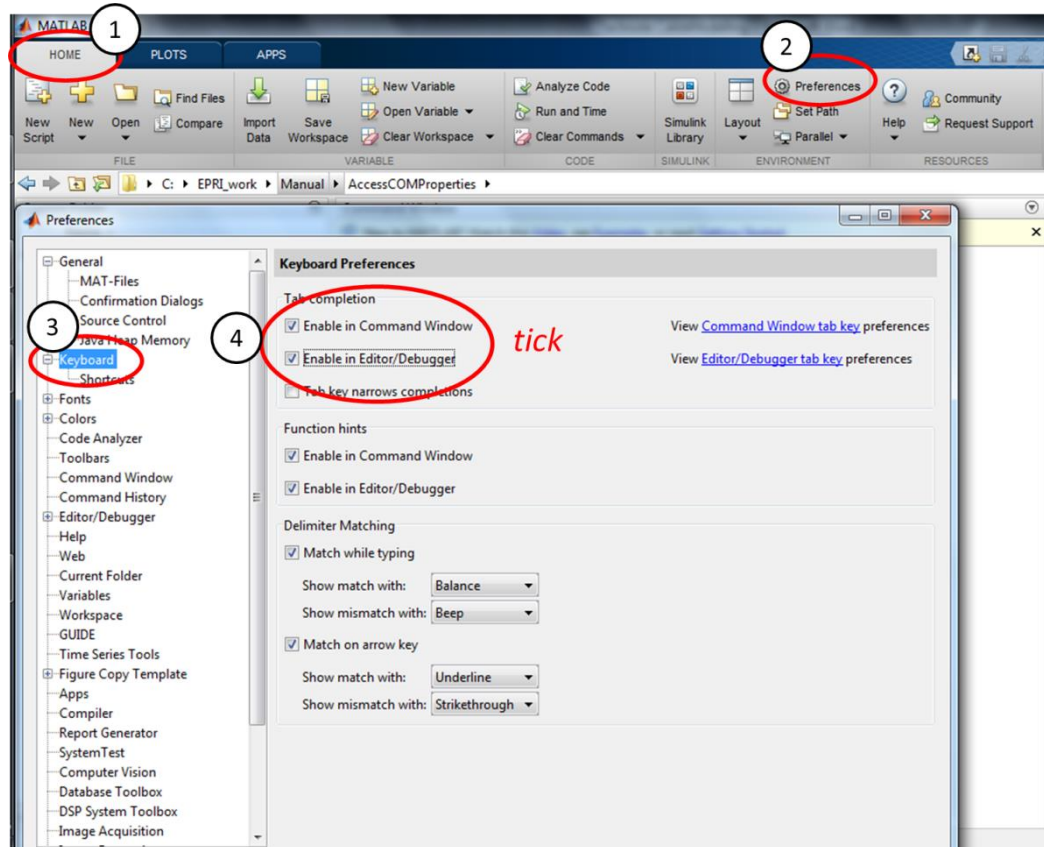 MATLAB
1
HOME PLOTS APPS
2
New Script
New
Open
Find Files
Compare
Import Data
Save Workspace
New Variable
Open Variable
Clear Workspace
Analyze Code
Run and Time
Clear Commands
Simulink Library
Layout
Preferences
Set Path
Parallel
Help
Community
Request Support
FILE VARIABLE CODE SIMULINK ENVIRONMENT RESOURCES
C: EPRI_work Manual AccessCOMProperties
Preferences
General
MAT-Files
Confirmation Dialogs
Source Control
Java Heap Memory
3
Keyboard
Shortcuts
Fonts
Colors
Code Analyzer
Toolbars
Command Window
Command History
Editor/Debugger
Help
Web
Current Folder
Variables
Workspace
GUIDE
Time Series Tools
Figure Copy Template
Apps
Compiler
Report Generator
SystemTest
Computer Vision
Database Toolbox
DSP System Toolbox
Image Acquisition
Keyboard Preferences
Tab completion
4
Enable in Command Window
View Command Window tab key preferences
tick
Enable in Editor/Debugger
View Editor/Debugger tab key preferences
Tab key narrows completions
Function hints
Enable in Command Window
Enable in Editor/Debugger
Delimiter Matching
Match while typing
Show match with: Balance
Show mismatch with: Beep
Match on arrow key
Show match with: Underline
Show mismatch with: Strikethrough